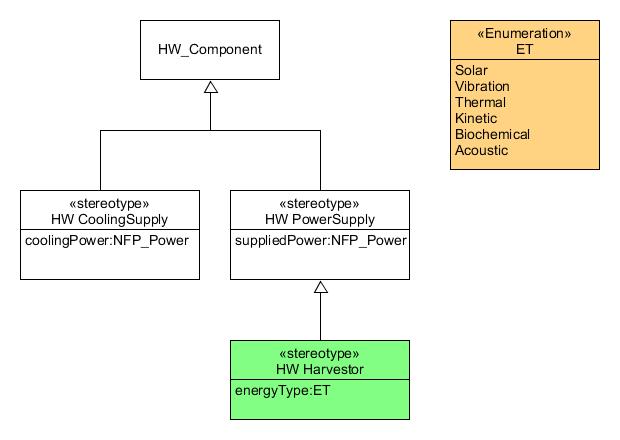 HW_Component
«Enumeration»
ET
Solar
Vibration
Thermal
Kinetic
Biochemical
Acoustic
«stereotype»
HW CoolingSupply
coolingPower:NFP_Power
«stereotype»
HW PowerSupply
suppliedPower:NFP_Power
«stereotype»
HW Harvestor
energyType:ET